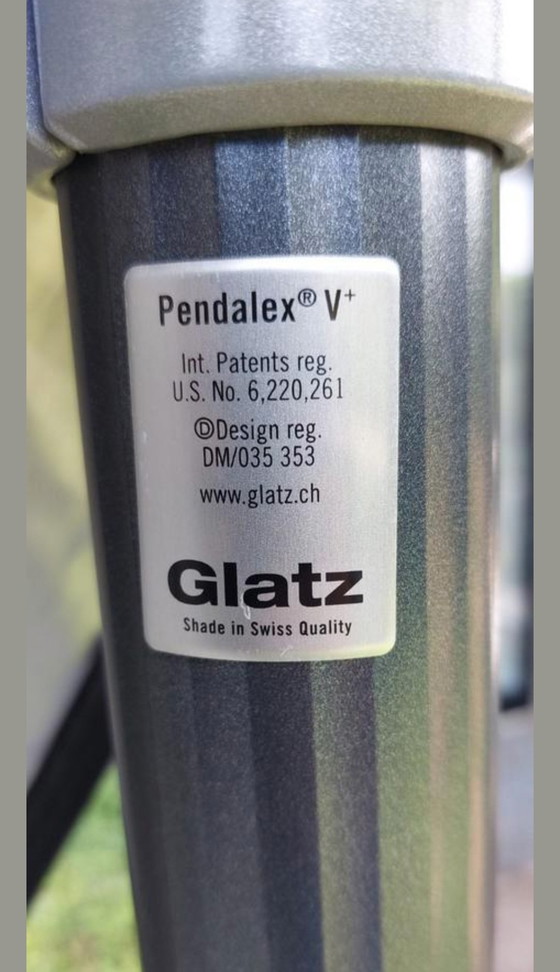 Pendalex® V⁺
Int. Patents reg.
U.S. No. 6,220,261
ⒹDesign reg.
DM/035 353
www.glatz.ch
Glatz
Shade in Swiss Quality